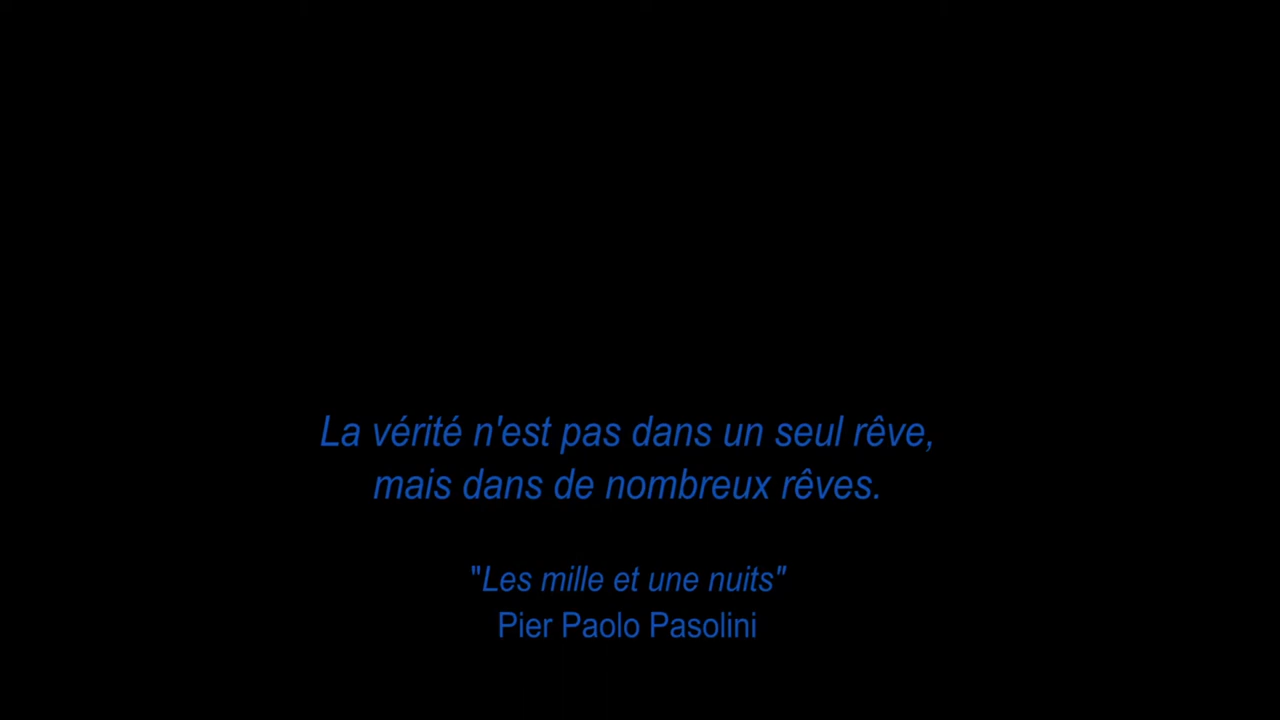 La vérité n'est pas dans un seul rêve,
mais dans de nombreux rêves.
"Les mille et une nuits"
Pier Paolo Pasolini